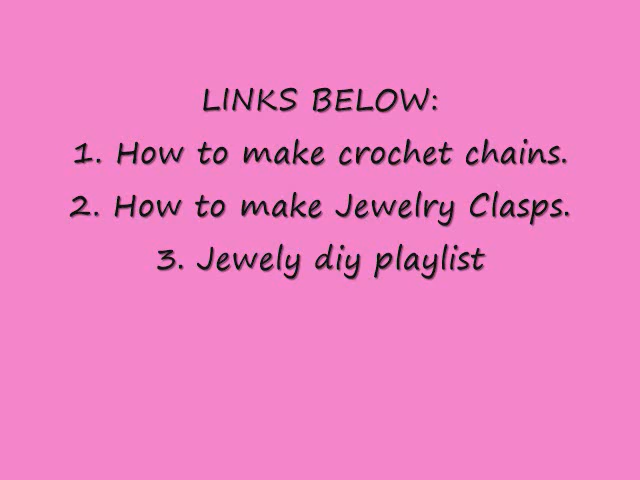 LINKS BELOW:
1. How to make crochet chains.
2. How to make Jewelry Clasps.
3. Jewely diy playlist